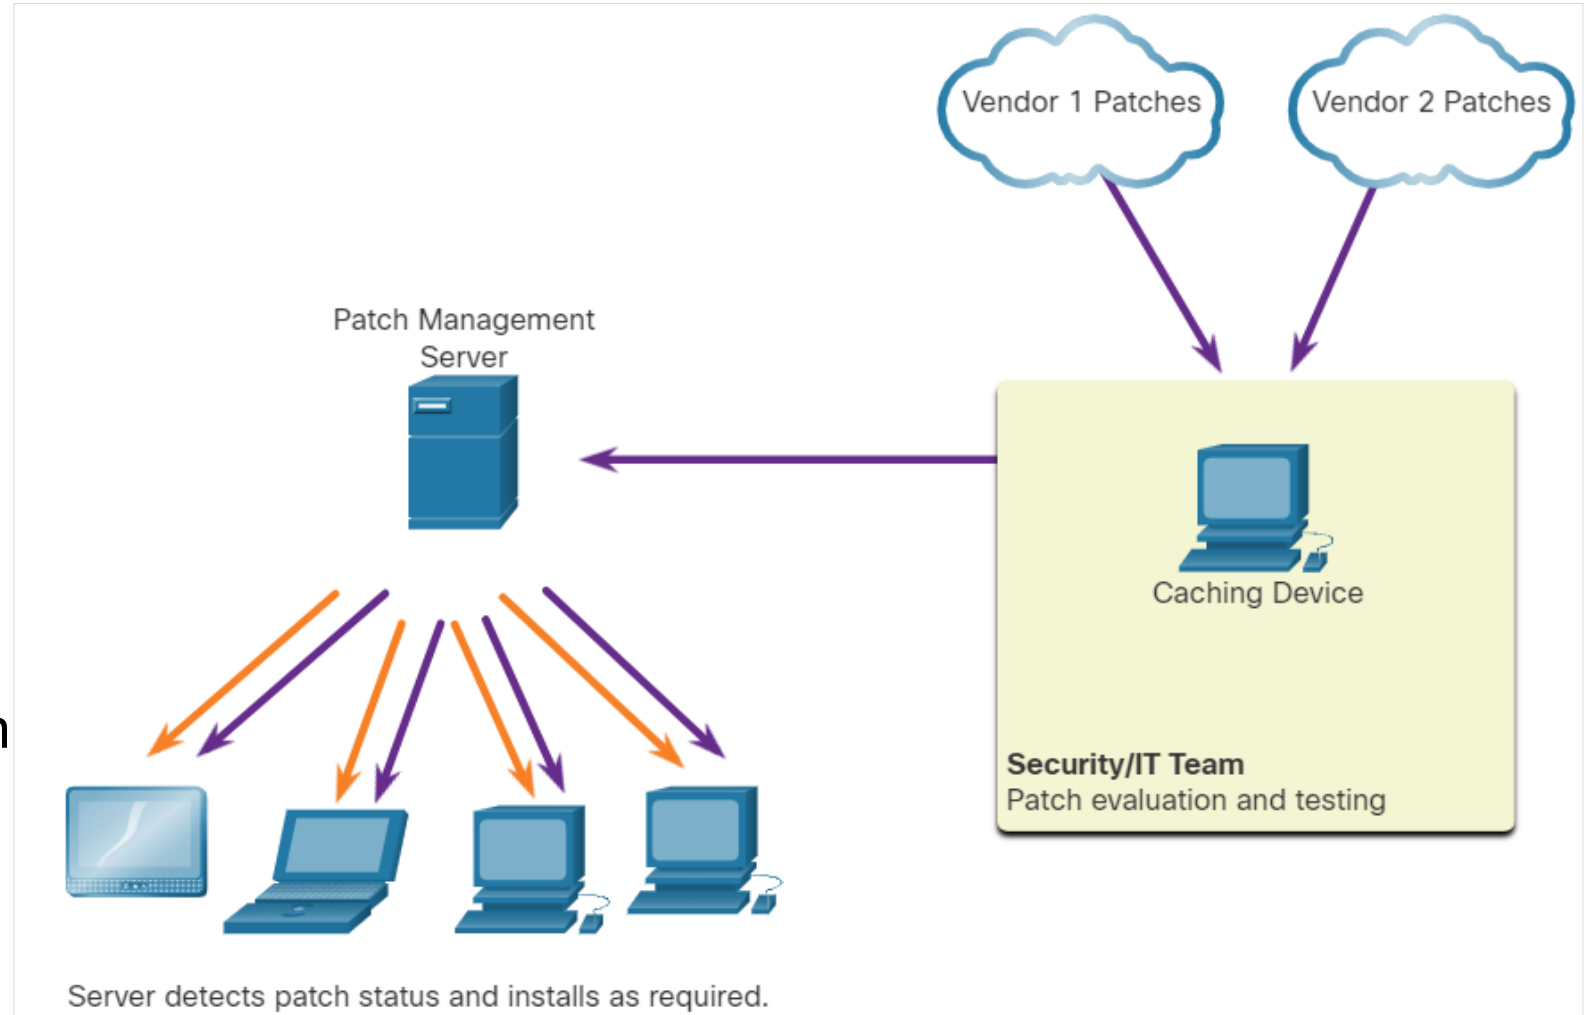 Vendor 1 Patches
Vendor 2 Patches
Patch Management
Server
Caching Device
Security/IT Team
Patch evaluation and testing
Server detects patch status and installs as required.